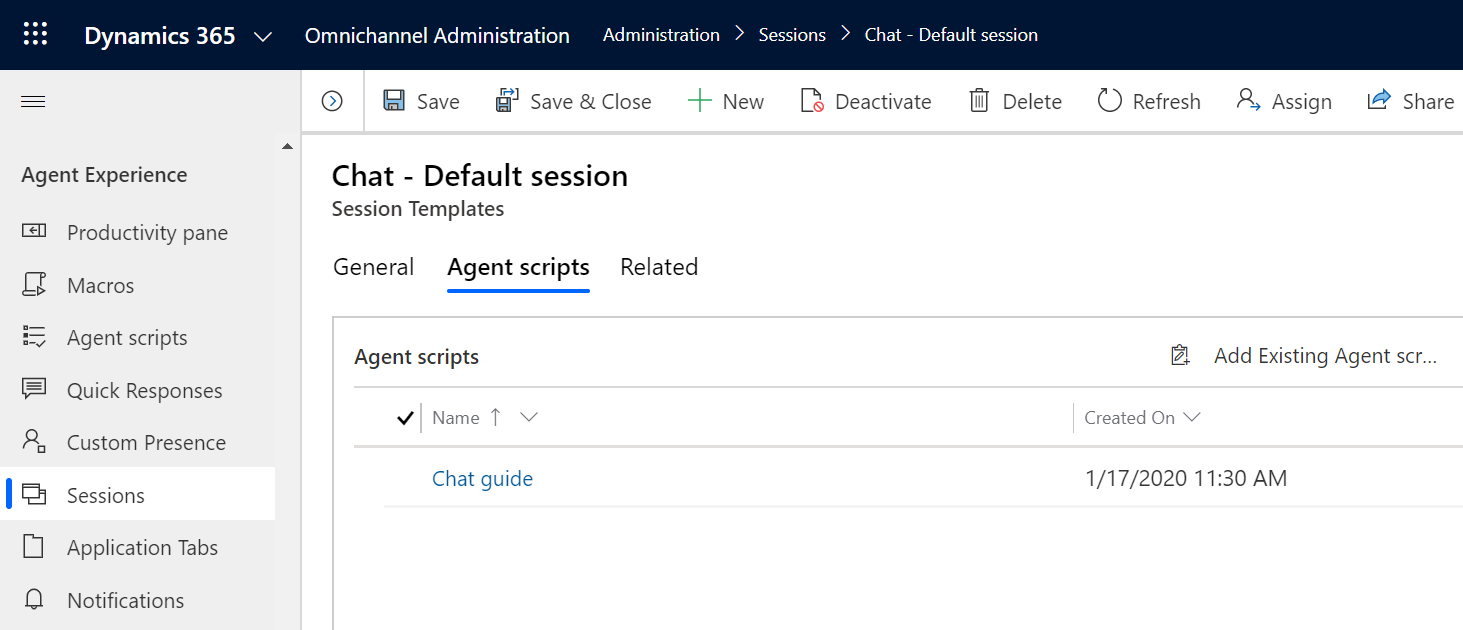 Dynamics 365 Omnichannel Administration Administration > Sessions > Chat - Default session
Save Save & Close New Deactivate Delete Refresh Assign Share
Agent Experience
Productivity pane
Macros
Agent scripts
Quick Responses
Custom Presence
Sessions
Application Tabs
Notifications
Chat - Default session
Session Templates
General Agent scripts Related
Agent scripts Add Existing Agent scr...
Name ↑ Created On
Chat guide 1/17/2020 11:30 AM